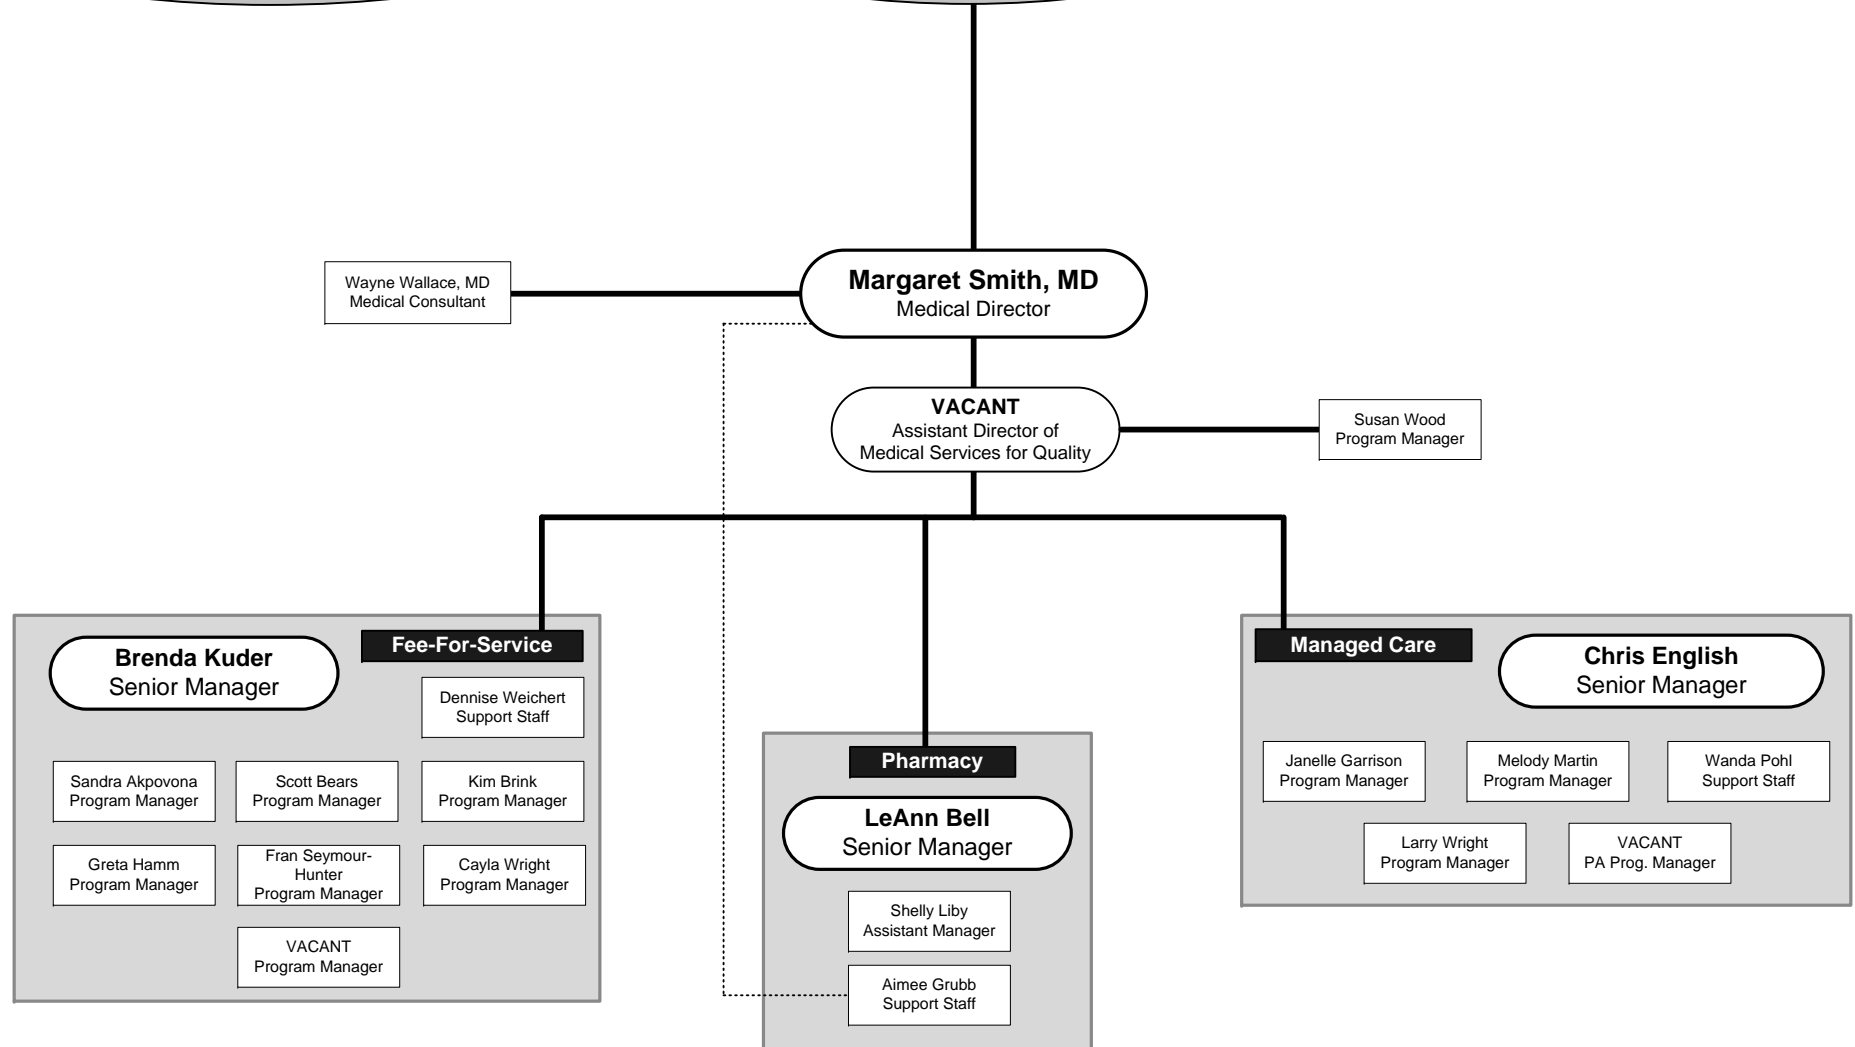 Wayne Wallace, MD
Medical Consultant
Margaret Smith, MD
Medical Director
VACANT
Assistant Director of
Medical Services for Quality
Susan Wood
Program Manager
Brenda Kuder
Senior Manager
Fee-For-Service
Dennise Weichert
Support Staff
Sandra Akpovona
Program Manager
Scott Bears
Program Manager
Kim Brink
Program Manager
Greta Hamm
Program Manager
Fran Seymour-
Hunter
Program Manager
Cayla Wright
Program Manager
VACANT
Program Manager
Pharmacy
LeAnn Bell
Senior Manager
Shelly Liby
Assistant Manager
Aimee Grubb
Support Staff
Managed Care
Chris English
Senior Manager
Janelle Garrison
Program Manager
Melody Martin
Program Manager
Wanda Pohl
Support Staff
Larry Wright
Program Manager
VACANT
PA Prog. Manager